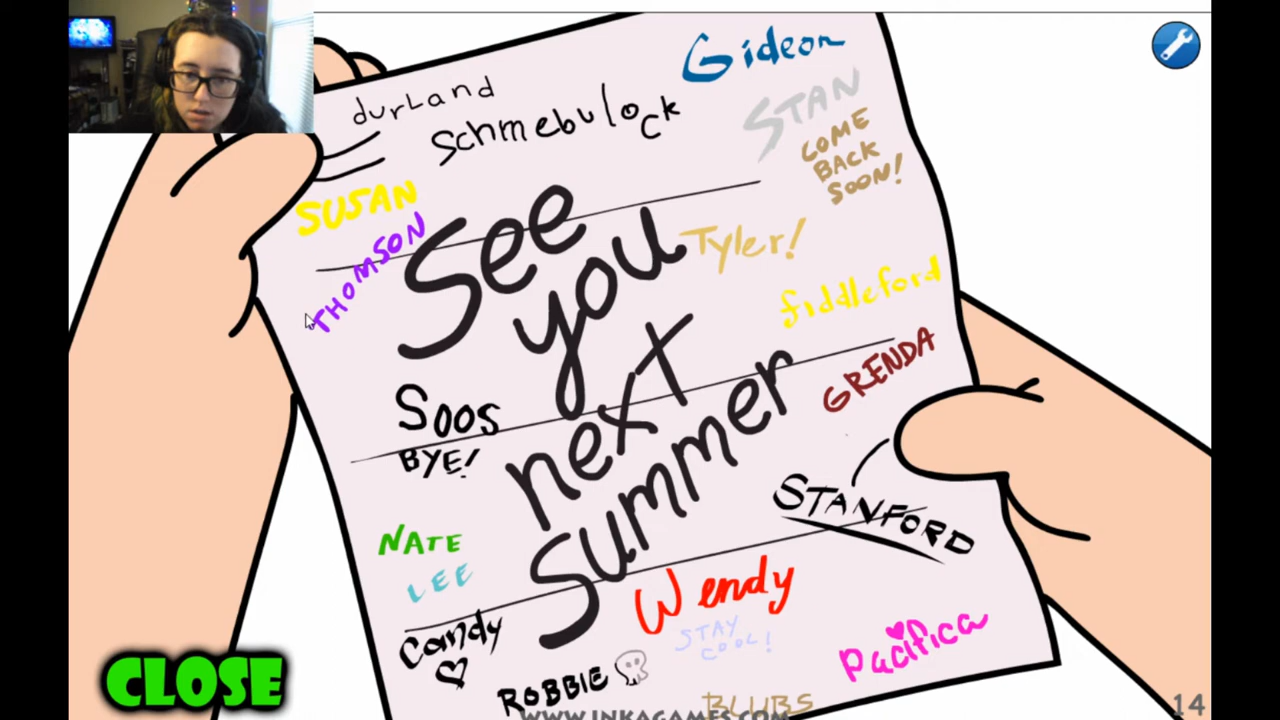 Gideon
durLand
schmebulock
STAN
COME
BACK
SOON!
SUSAN
THOMSON
See
you
next
summer
Tyler!
fiddleford
GRENDA
Soos
BYE!
STANFORD
NATE
LEE
Wendy
STAY
COOL!
candy
Pacifica
ROBBIE
BLUBS
CLOSE
WWW.INKAGAMES.COM
14